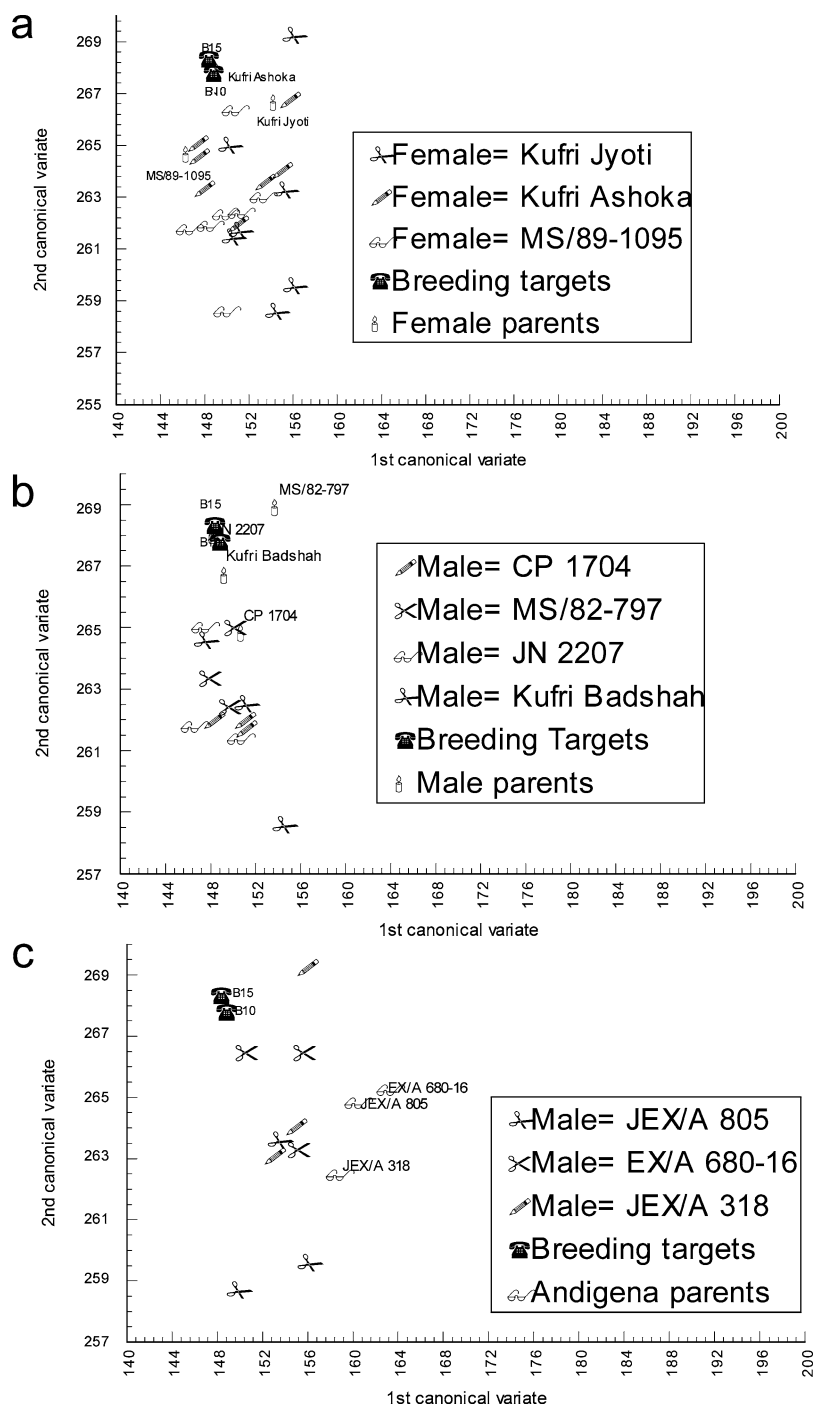 a
269
267
265
263
261
259
257
255
2nd canonical variate
B15
Kufri Ashoka
B10
Kufri Jyoti
MS/89-1095
Female= Kufri Jyoti
Female= Kufri Ashoka
Female= MS/89-1095
Breeding targets
Female parents
140 144 148 152 156 160 164 168 172 176 180 184 188 192 196 200
1st canonical variate
b
269
267
265
263
261
259
257
2nd canonical variate
MS/82-797
B15
JN 2207
Kufri Badshah
CP 1704
Male= CP 1704
Male= MS/82-797
Male= JN 2207
Male= Kufri Badshah
Breeding Targets
Male parents
140 144 148 152 156 160 164 168 172 176 180 184 188 192 196 200
1st canonical variate
c
269
267
265
263
261
259
257
2nd canonical variate
B15
B10
EX/A 680-16
JEX/A 805
JEX/A 318
Male= JEX/A 805
Male= EX/A 680-16
Male= JEX/A 318
Breeding targets
Andigena parents
140 144 148 152 156 160 164 168 172 176 180 184 188 192 196 200
1st canonical variate